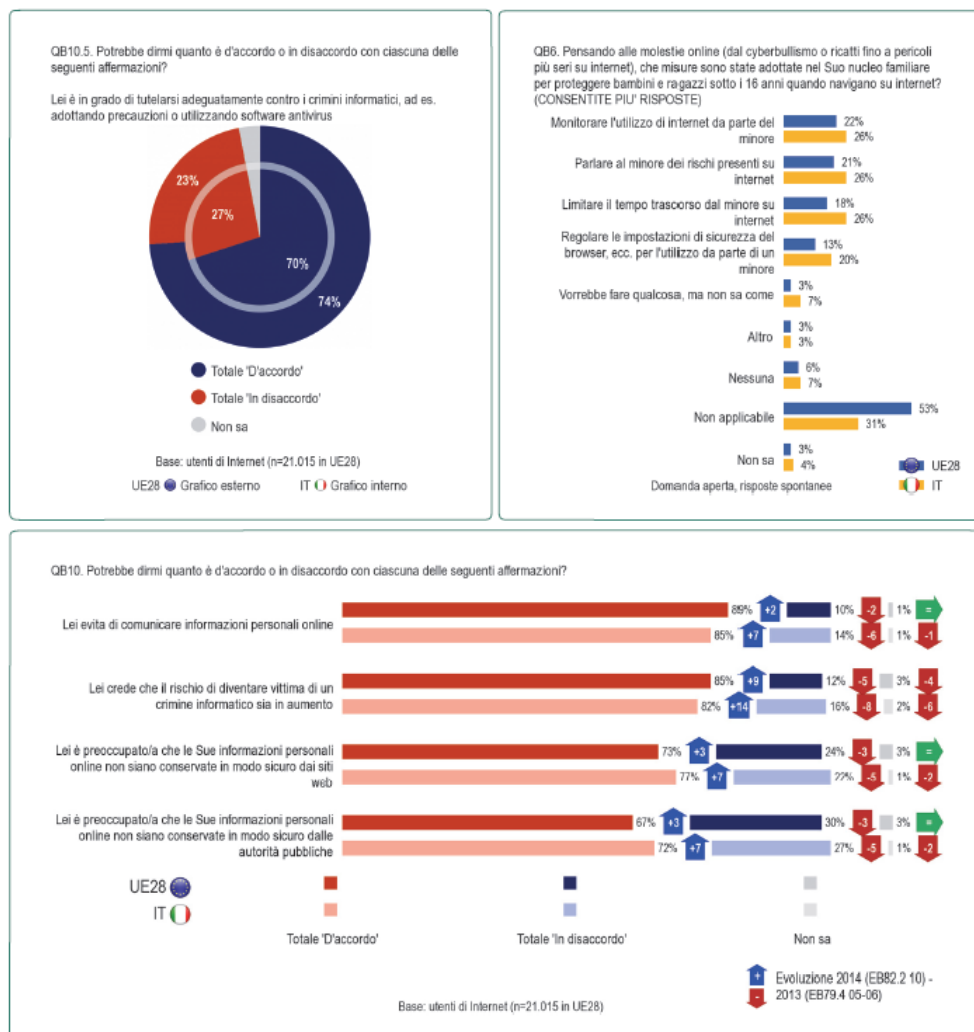 QB10.5. Potrebbe dirmi quanto è d'accordo o in disaccordo con ciascuna delle
seguenti affermazioni?
Lei è in grado di tutelarsi adeguatamente contro i crimini informatici, ad es.
adottando precauzioni o utilizzando software antivirus
23%
27%
70%
74%
Totale 'D'accordo'
Totale 'In disaccordo'
Non sa
Base: utenti di Internet (n=21.015 in UE28)
UE28 Grafico esterno IT Grafico interno
QB6. Pensando alle molestie online (dal cyberbullismo o ricatti fino a pericoli
più seri su internet), che misure sono state adottate nel Suo nucleo familiare
per proteggere bambini e ragazzi sotto i 16 anni quando navigano su internet?
(CONSENTITE PIU' RISPOSTE)
Monitorare l'utilizzo di internet da parte del
minore
22%
26%
Parlare al minore dei rischi presenti su
internet
21%
26%
Limitare il tempo trascorso dal minore su
internet
18%
26%
Regolare le impostazioni di sicurezza del
browser, ecc. per l'utilizzo da parte di un
minore
13%
20%
Vorrebbe fare qualcosa, ma non sa come
3%
7%
Altro
3%
3%
Nessuna
6%
7%
Non applicabile
53%
31%
Non sa
3%
4%
UE28
IT
Domanda aperta, risposte spontanee
QB10. Potrebbe dirmi quanto è d'accordo o in disaccordo con ciascuna delle seguenti affermazioni?
Lei evita di comunicare informazioni personali online
89% +2 10% -2 1% =
85% +7 14% -6 1% -1
Lei crede che il rischio di diventare vittima di un
crimine informatico sia in aumento
85% +9 12% -5 3% -4
82% +14 16% -8 2% -6
Lei è preoccupato/a che le Sue informazioni personali
online non siano conservate in modo sicuro dai siti
web
73% +3 24% -3 3% =
77% +7 22% -5 1% -2
Lei è preoccupato/a che le Sue informazioni personali
online non siano conservate in modo sicuro dalle
autorità pubbliche
67% +3 30% -3 3% =
72% +7 27% -5 1% -2
UE28
IT
Totale 'D'accordo' Totale 'In disaccordo' Non sa
+ Evoluzione 2014 (EB82.2 10) -
- 2013 (EB79.4 05-06)
Base: utenti di Internet (n=21.015 in UE28)